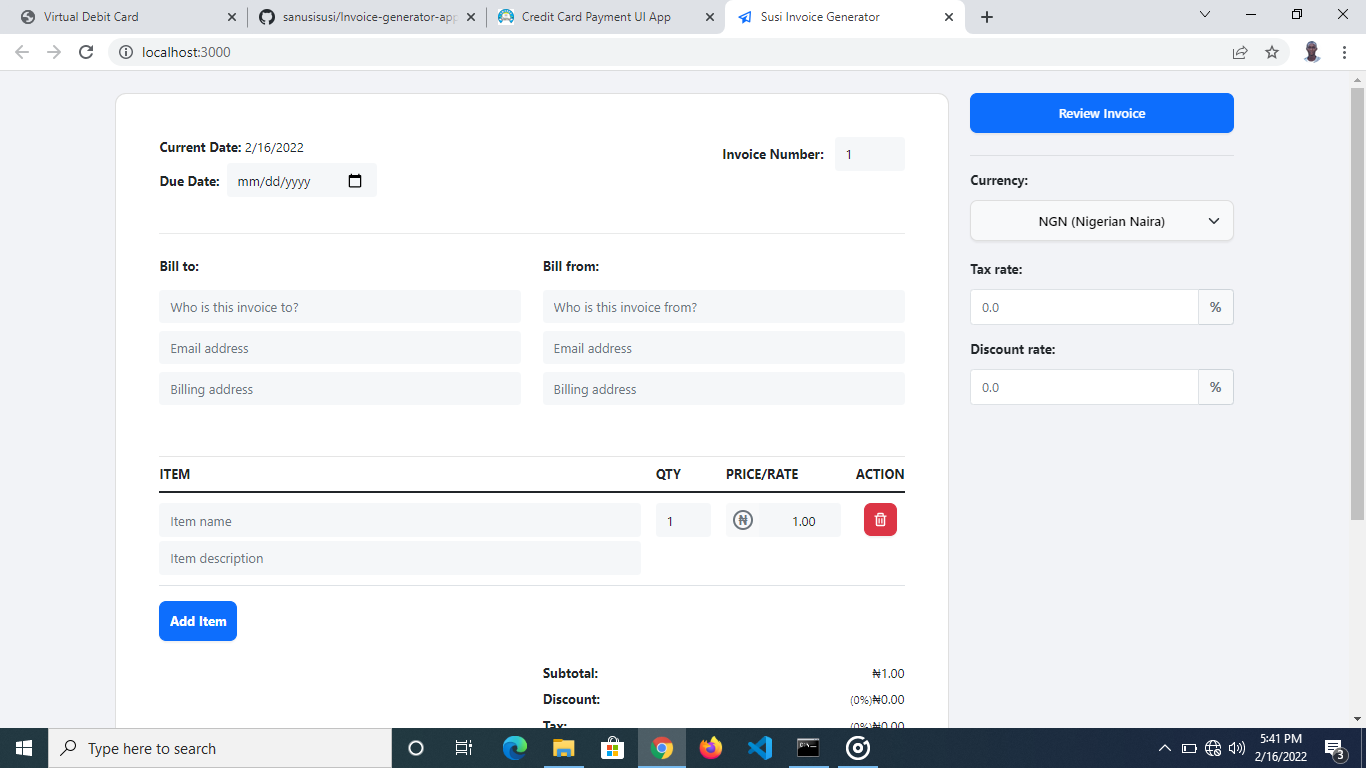 Virtual Debit Card
sanusisusi/Invoice-generator-app
Credit Card Payment UI App
Susi Invoice Generator
localhost:3000
Current Date: 2/16/2022
Invoice Number: 1
Due Date: mm/dd/yyyy
Review Invoice
Currency:
NGN (Nigerian Naira)
Tax rate:
0.0 %
Discount rate:
0.0 %
Bill to:
Bill from:
Who is this invoice to?
Who is this invoice from?
Email address
Email address
Billing address
Billing address
ITEM QTY PRICE/RATE ACTION
Item name 1 ₦ 1.00
Item description
Add Item
Subtotal: ₦1.00
Discount: (0%)₦0.00
Tax: (0%)₦0.00
Type here to search
5:41 PM
2/16/2022
3